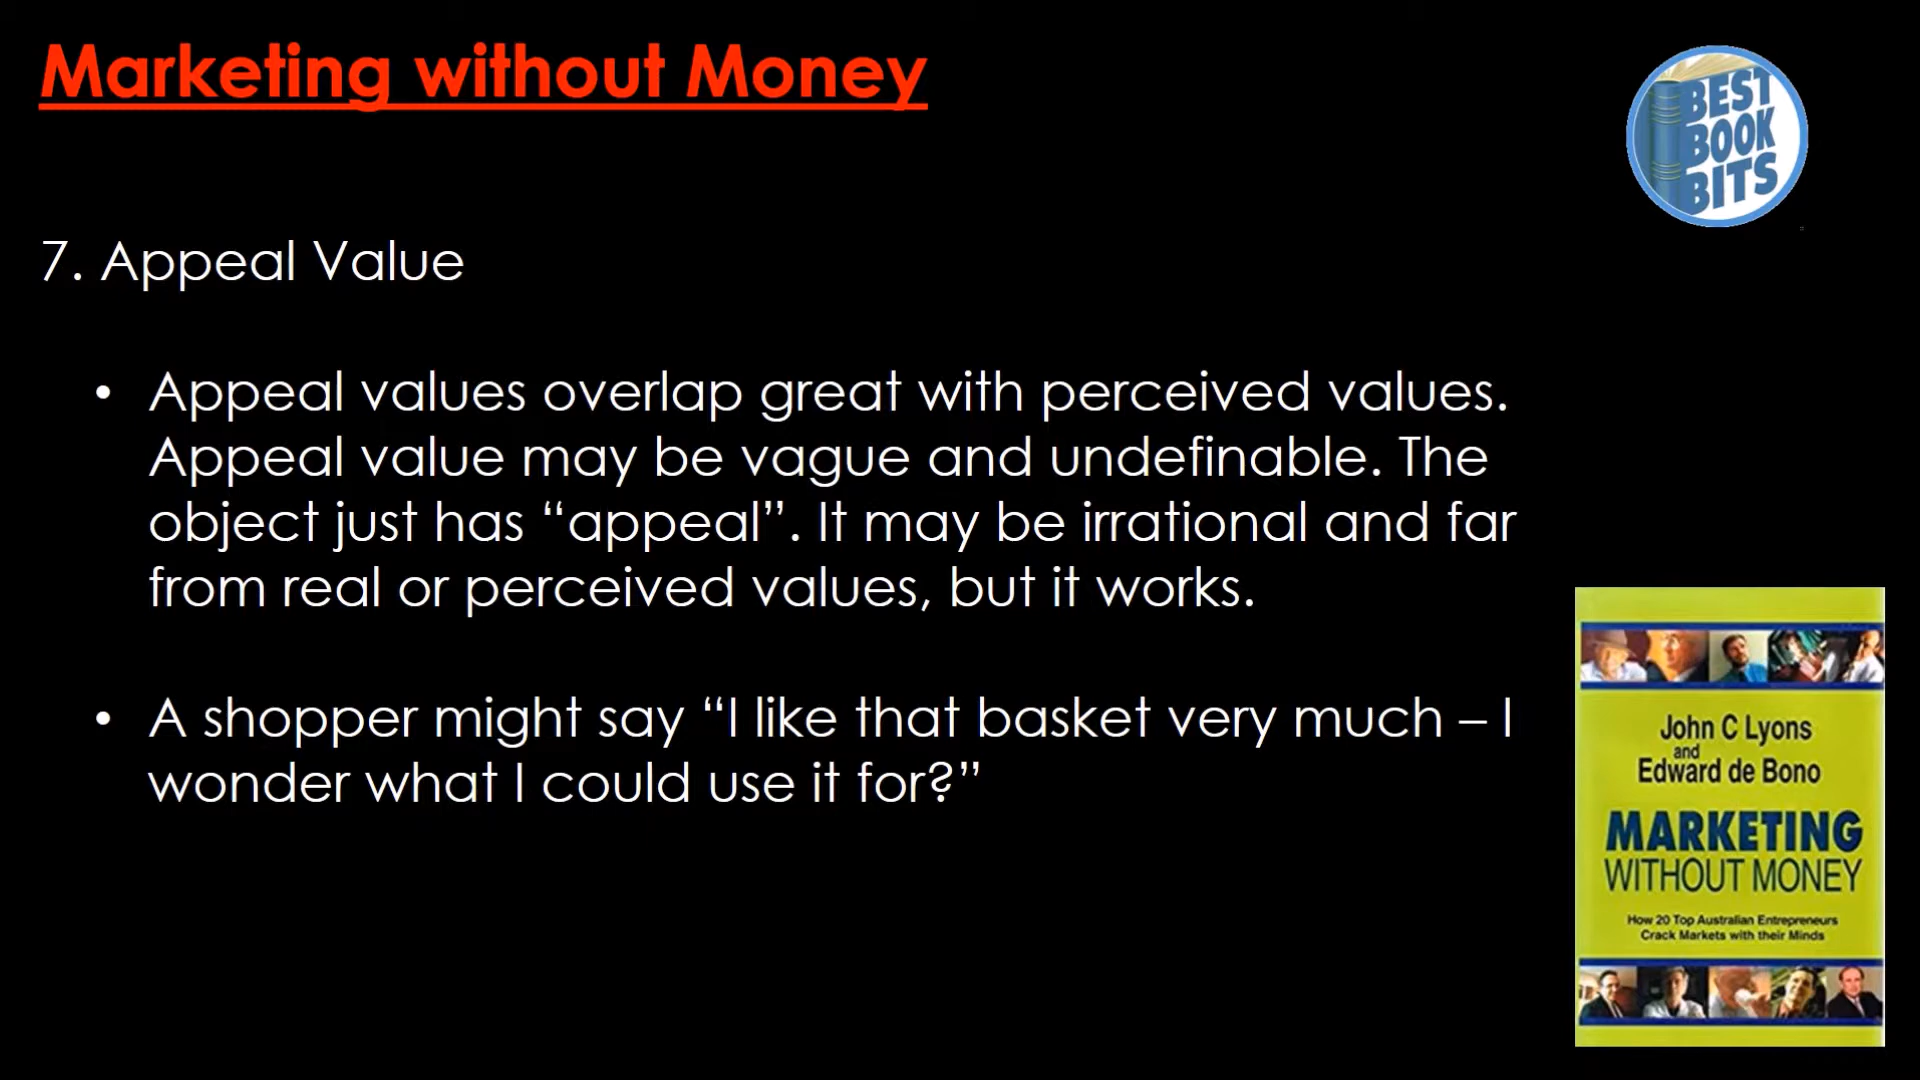 Marketing without Money
BEST
BOOK
BITS
7. Appeal Value
• Appeal values overlap great with perceived values.
Appeal value may be vague and undefinable. The
object just has “appeal”. It may be irrational and far
from real or perceived values, but it works.
• A shopper might say “I like that basket very much – I
wonder what I could use it for?”
John C Lyons
and
Edward de Bono
MARKETING
WITHOUT MONEY
How 20 Top Australian Entrepreneurs
Crack Markets with their Minds